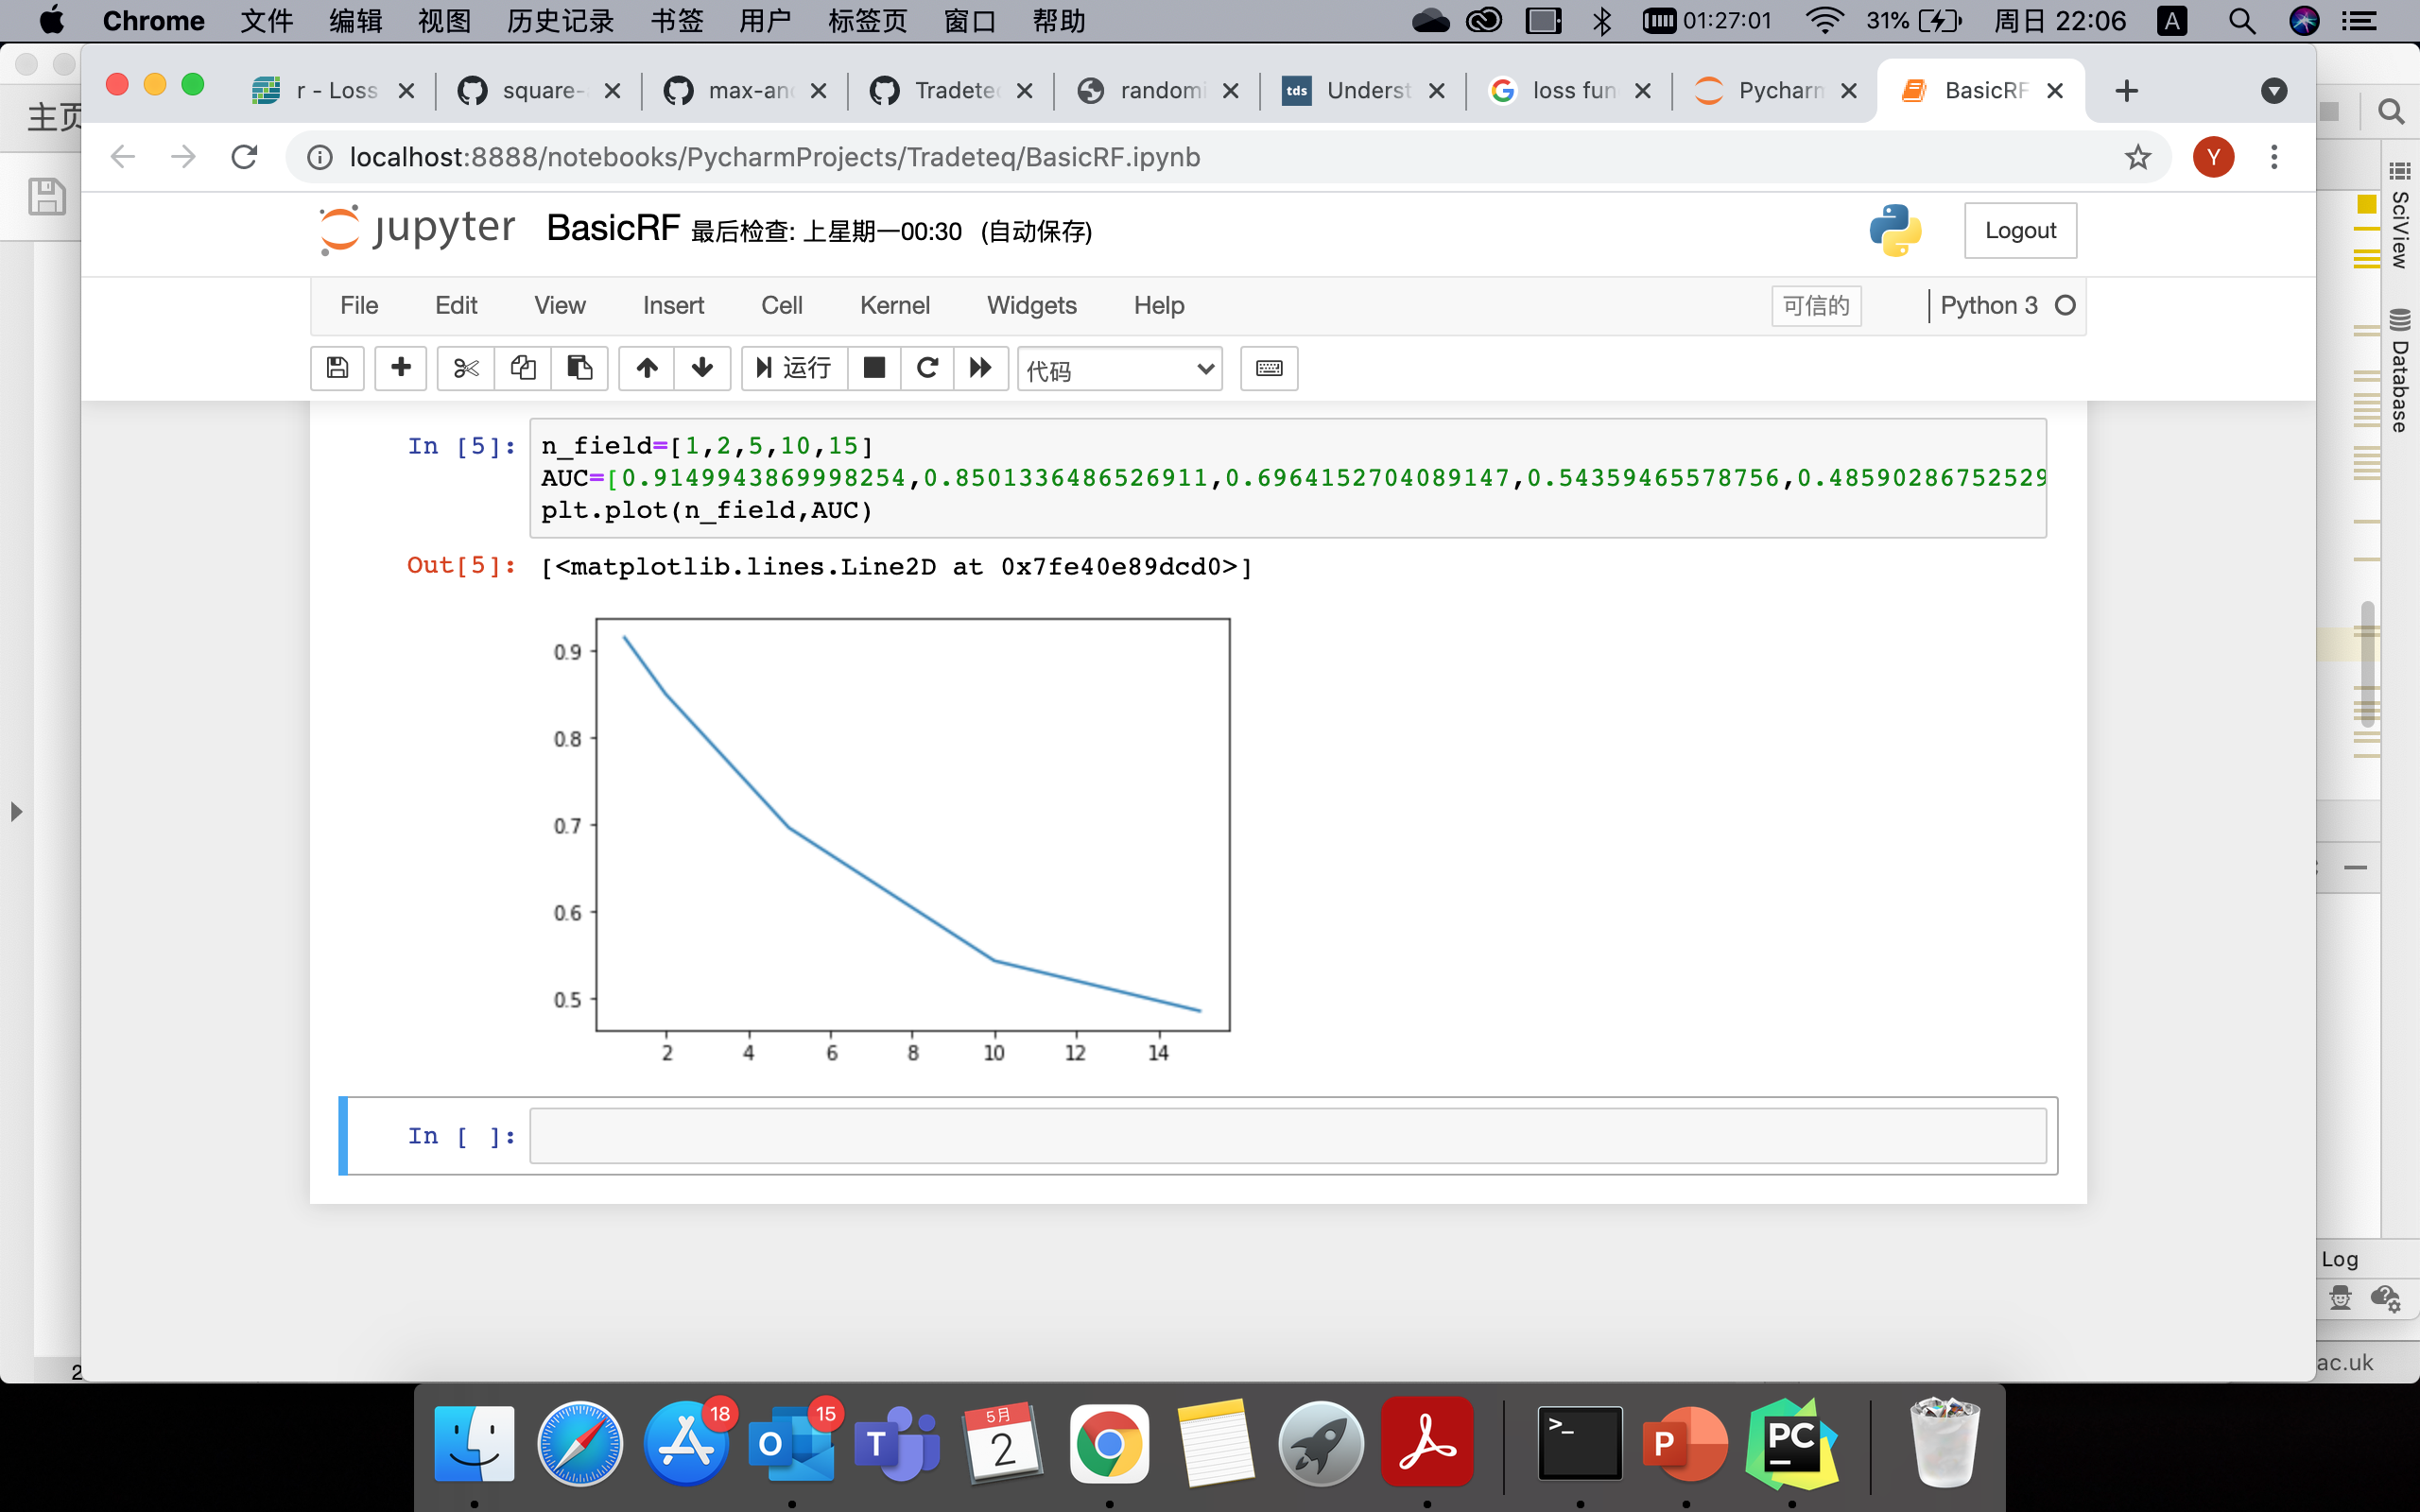 Chrome 文件 编辑 视图 历史记录 书签 用户 标签页 窗口 帮助 01:27:01 31% 周日 22:06 A
主页
r - Loss square- max-and Tradeteq randomi tds Underst loss fun Pycharm BasicRF
localhost:8888/notebooks/PycharmProjects/Tradeteq/BasicRF.ipynb Y
jupyter BasicRF 最后检查: 上星期一00:30 (自动保存) Logout
File Edit View Insert Cell Kernel Widgets Help 可信的 Python 3
运行 代码
SciView
Database
In [5]: n_field=[1,2,5,10,15]
AUC=[0.9149943869998254,0.8501336486526911,0.6964152704089147,0.54359465578756,0.48590286752529
plt.plot(n_field,AUC)
Out[5]: [<matplotlib.lines.Line2D at 0x7fe40e89dcd0>]
0.9
0.8
0.7
0.6
0.5
2 4 6 8 10 12 14
In [ ]:
Log
2
ac.uk
18 15 O T 5月 2 >_ P PC